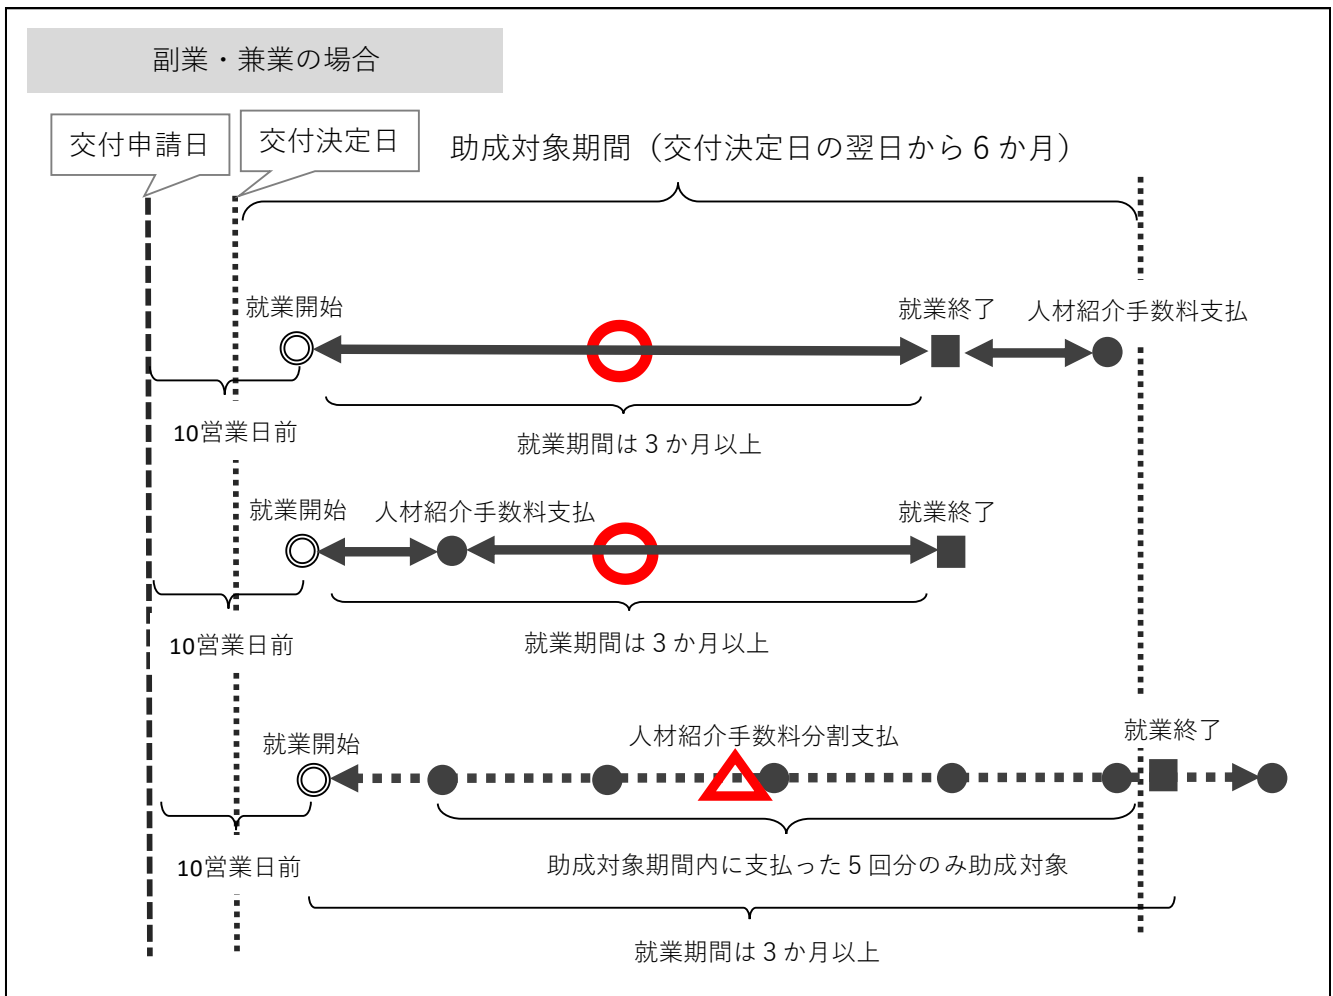 副業・兼業の場合
交付申請日
交付決定日
助成対象期間（交付決定日の翌日から６か月）
就業開始
就業終了
人材紹介手数料支払
10営業日前
就業期間は３か月以上
就業開始
人材紹介手数料支払
就業終了
10営業日前
就業期間は３か月以上
就業開始
人材紹介手数料分割支払
就業終了
10営業日前
助成対象期間内に支払った５回分のみ助成対象
就業期間は３か月以上